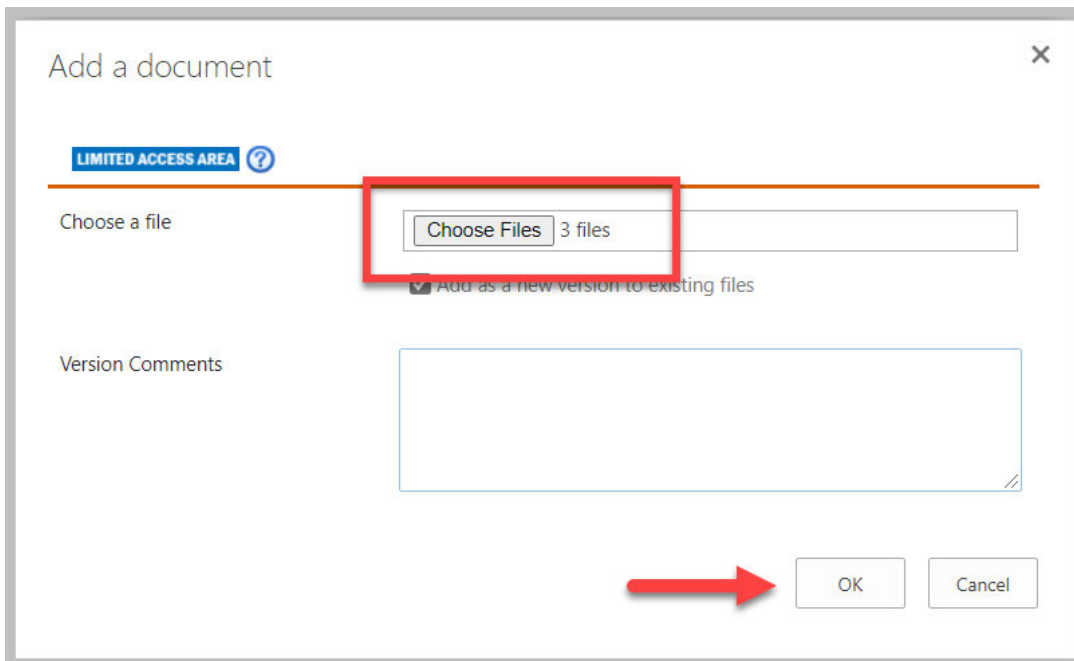 Add a document
LIMITED ACCESS AREA
Choose a file
Choose Files 3 files
Add as a new version to existing files
Version Comments
OK
Cancel